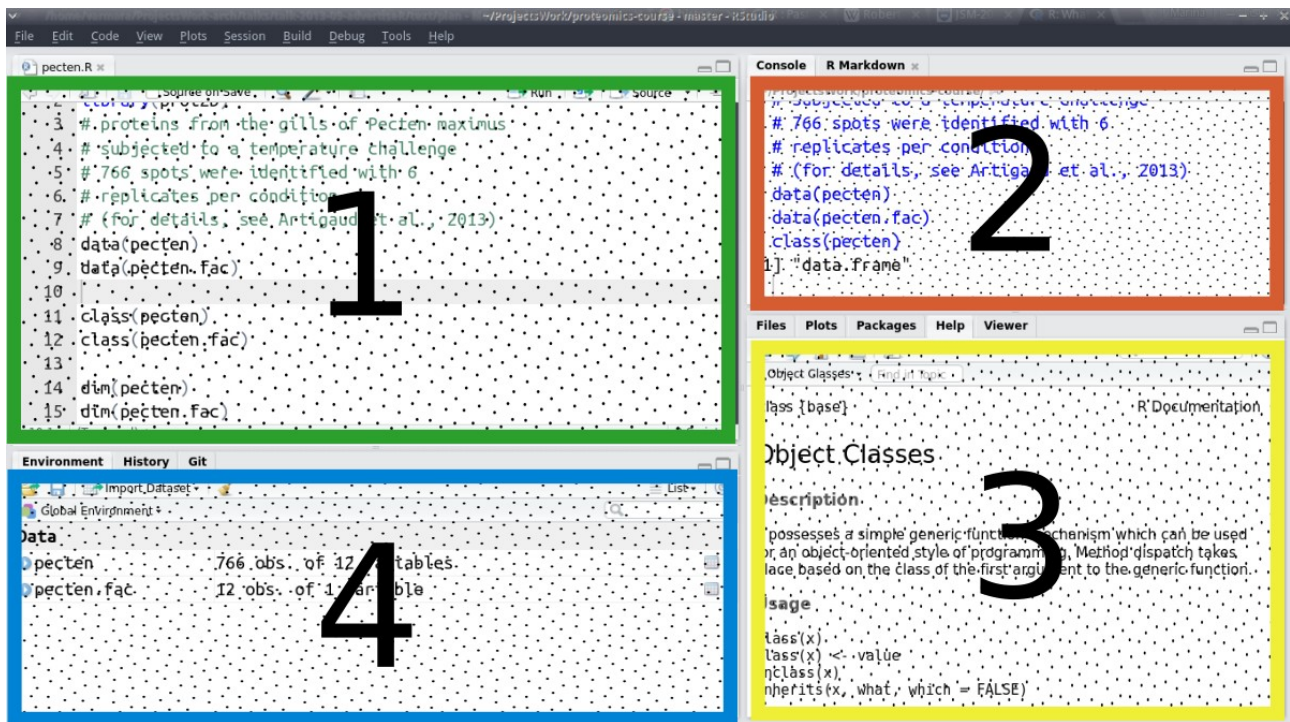 ~/ProjectsWork/proteomics-course - master - RStudio
File Edit Code View Plots Session Build Debug Tools Help
pecten.R
Source on Save Run Source
2 library(prot2D)
3 # proteins from the gills of Pecten maximus
4 # subjected to a temperature challenge
5 # 766 spots were identified with 6
6 # replicates per condition
7 # (for details, see Artigaud et al., 2013)
8 data(pecten)
9 data(pecten.fac)
10
11 class(pecten)
12 class(pecten.fac)
13
14 dim(pecten)
15 dim(pecten.fac)
1
Console R Markdown
# subjected to a temperature challenge
# 766 spots were identified with 6
# replicates per condition
# (for details, see Artigaud et al., 2013)
data(pecten)
data(pecten.fac)
class(pecten)
1] "data.frame"
2
Environment History Git
Import Dataset List
Global Environment
Data
pecten 766 obs. of 12 variables
pecten.fac 12 obs. of 1 variable
4
Files Plots Packages Help Viewer
Object Classes Find in Topic
lass {base} R Documentation
Object Classes
Description
possesses a simple generic function mechanism which can be used
or an object-oriented style of programming. Method dispatch takes
lace based on the class of the first argument to the generic function.
Usage
class(x)
class(x) <- value
nclass(x)
nherits(x, what, which = FALSE)
3